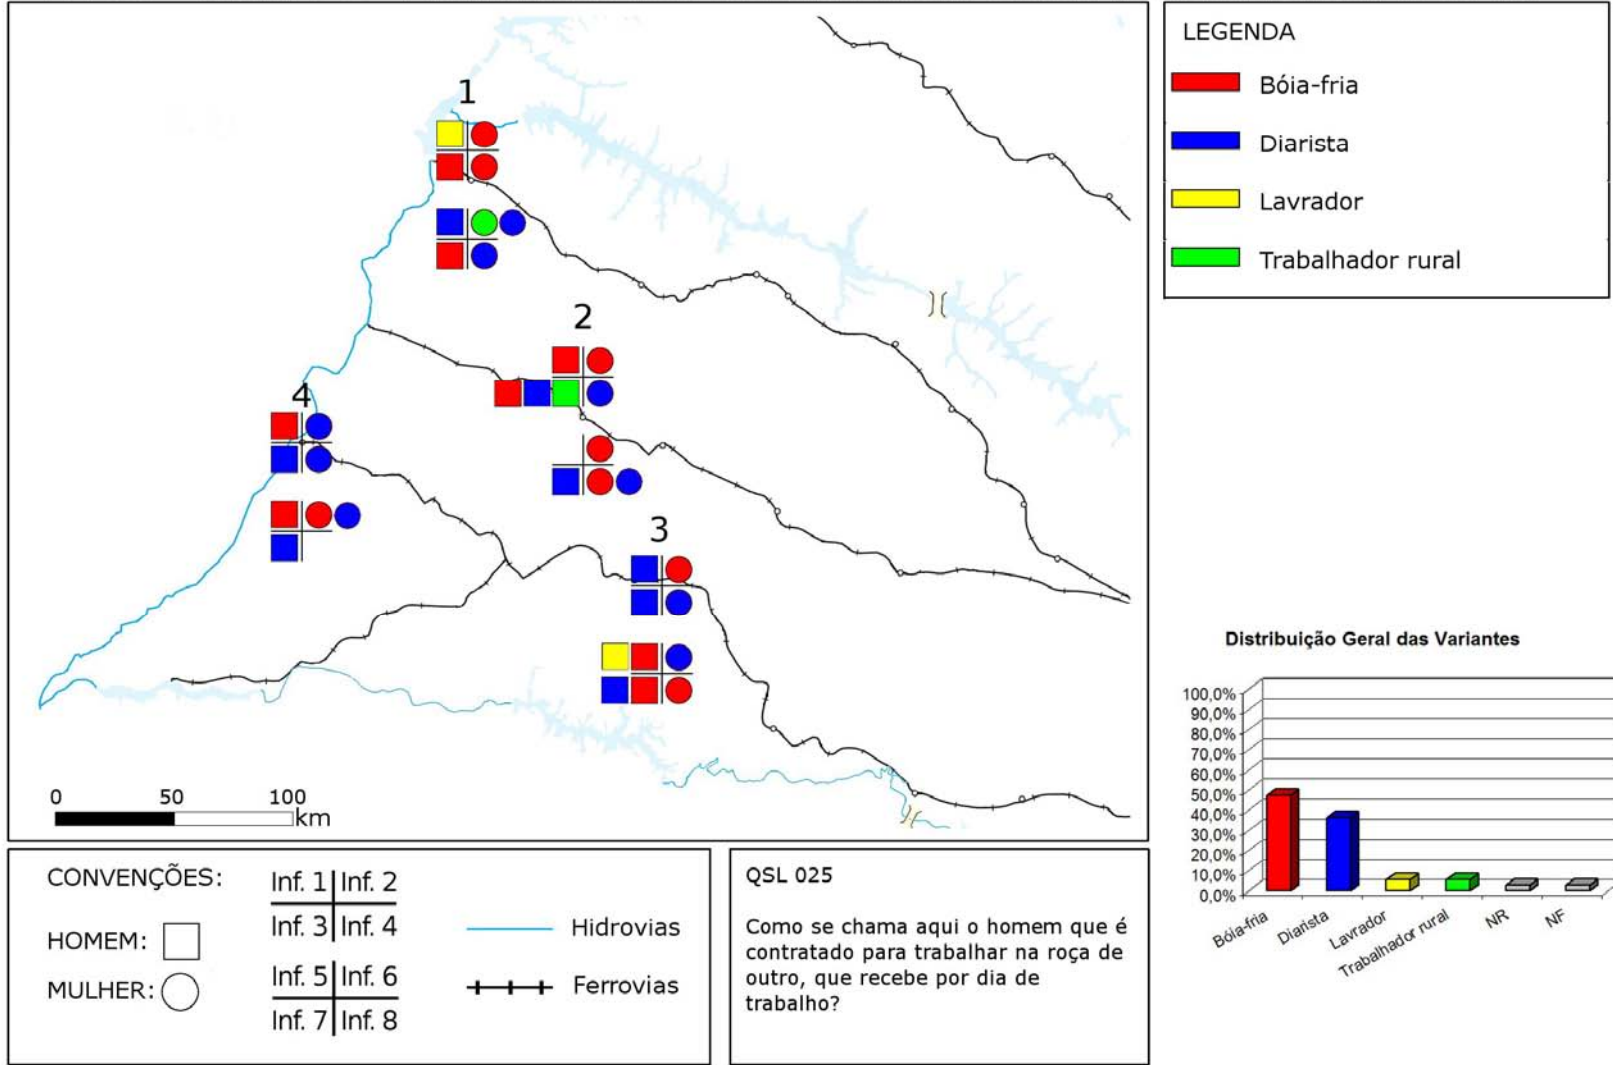 1
2
4
3
0 50 100
km
LEGENDA
Bóia-fria
Diarista
Lavrador
Trabalhador rural
Distribuição Geral das Variantes
100,0%
90,0%
80,0%
70,0%
60,0%
50,0%
40,0%
30,0%
20,0%
10,0%
0,0%
Bóia-fria
Diarista
Lavrador
Trabalhador rural
NR
NF
CONVENÇÕES:
HOMEM:
MULHER:
Inf. 1 Inf. 2
Inf. 3 Inf. 4
Inf. 5 Inf. 6
Inf. 7 Inf. 8
Hidrovias
Ferrovias
QSL 025
Como se chama aqui o homem que é
contratado para trabalhar na roça de
outro, que recebe por dia de
trabalho?